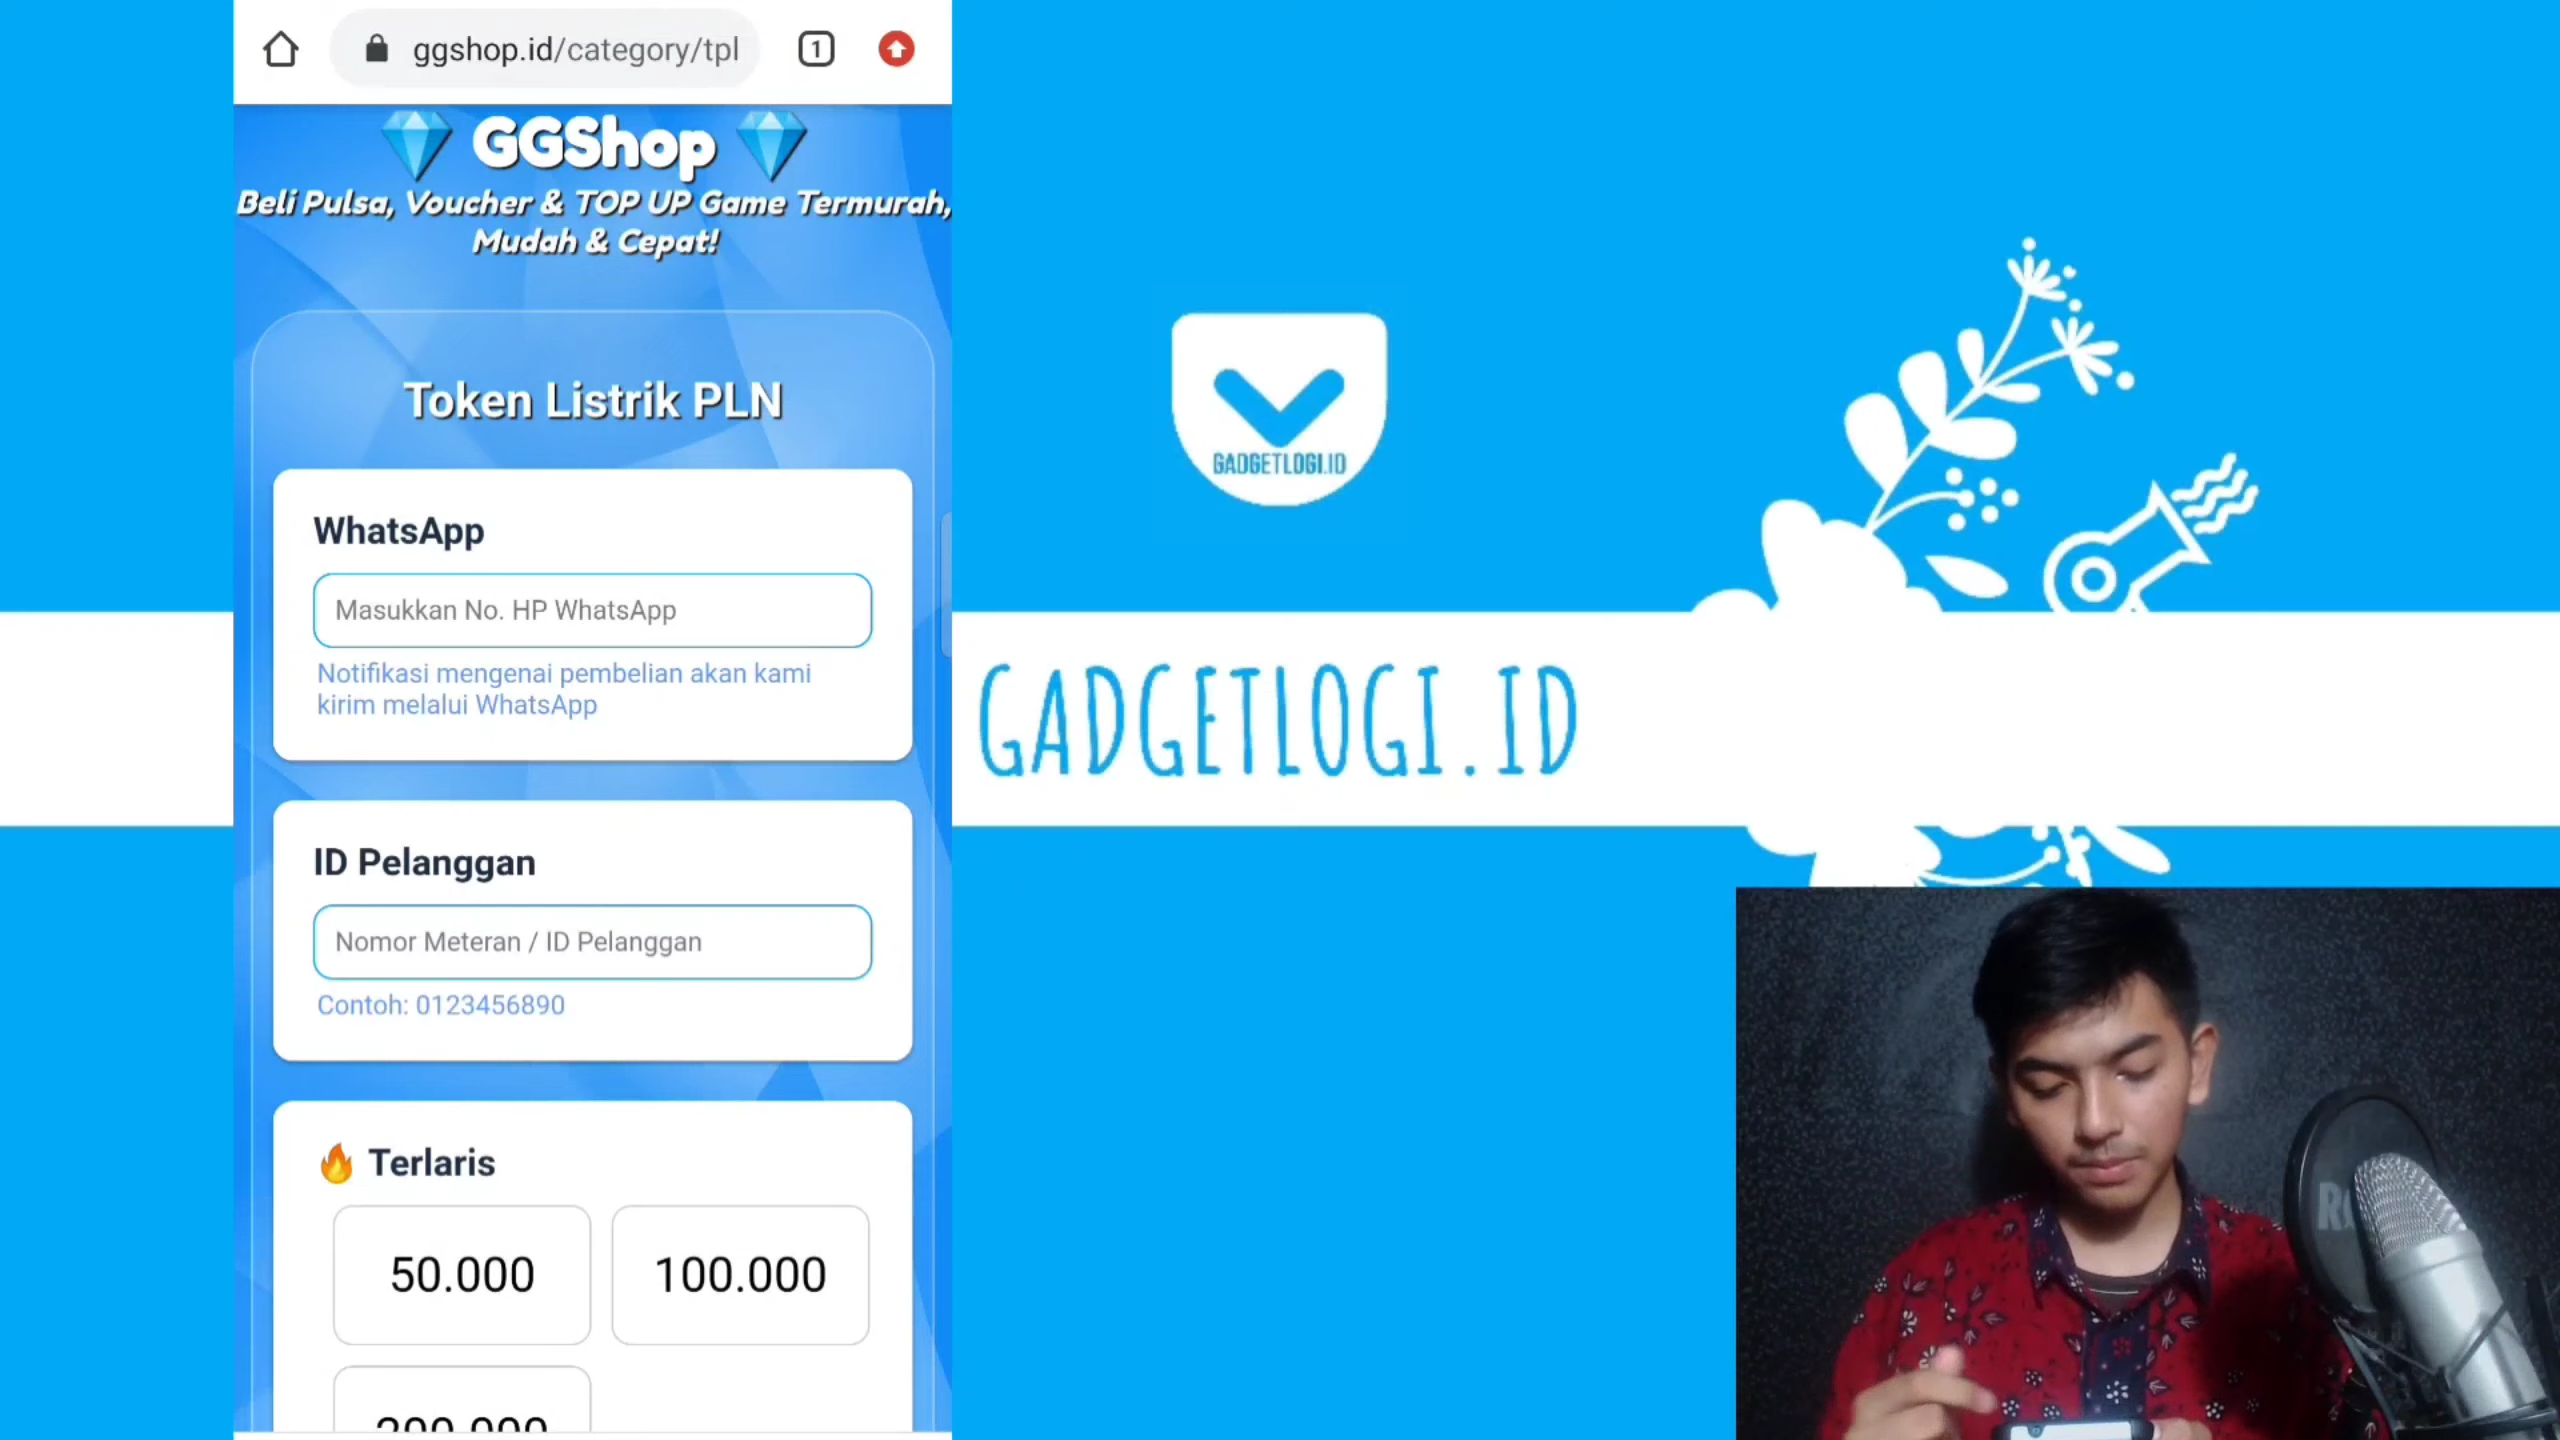 ggshop.id/category/tpl
1
GGShop
Beli Pulsa, Voucher & TOP UP Game Termurah,
Mudah & Cepat!
Token Listrik PLN
WhatsApp
Masukkan No. HP WhatsApp
Notifikasi mengenai pembelian akan kami
kirim melalui WhatsApp
ID Pelanggan
Nomor Meteran / ID Pelanggan
Contoh: 0123456890
Terlaris
50.000
100.000
GADGETLOGI.ID
GADGETLOGI.ID